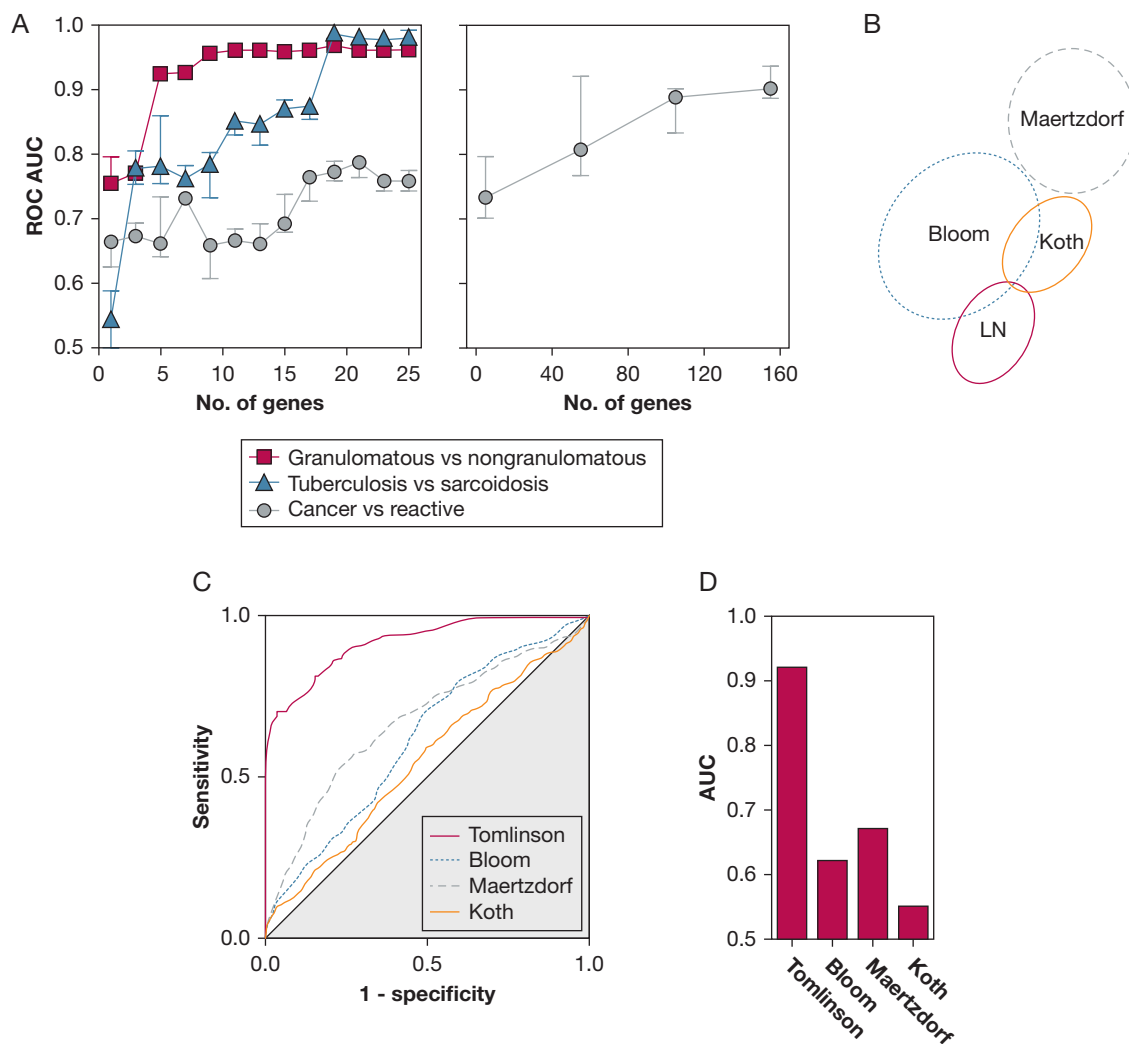 A
B
1.0
0.9
0.8
0.7
0.6
0.5
ROC AUC
0 5 10 15 20 25
No. of genes
0 40 80 120 160
No. of genes
Maertzdorf
Bloom
Koth
LN
Granulomatous vs nongranulomatous
Tuberculosis vs sarcoidosis
Cancer vs reactive
C
1.0
0.5
0.0
Sensitivity
Tomlinson
Bloom
Maertzdorf
Koth
0.0 0.5 1.0
1 - specificity
D
1.0
0.9
0.8
0.7
0.6
0.5
AUC
Tomlinson
Bloom
Maertzdorf
Koth